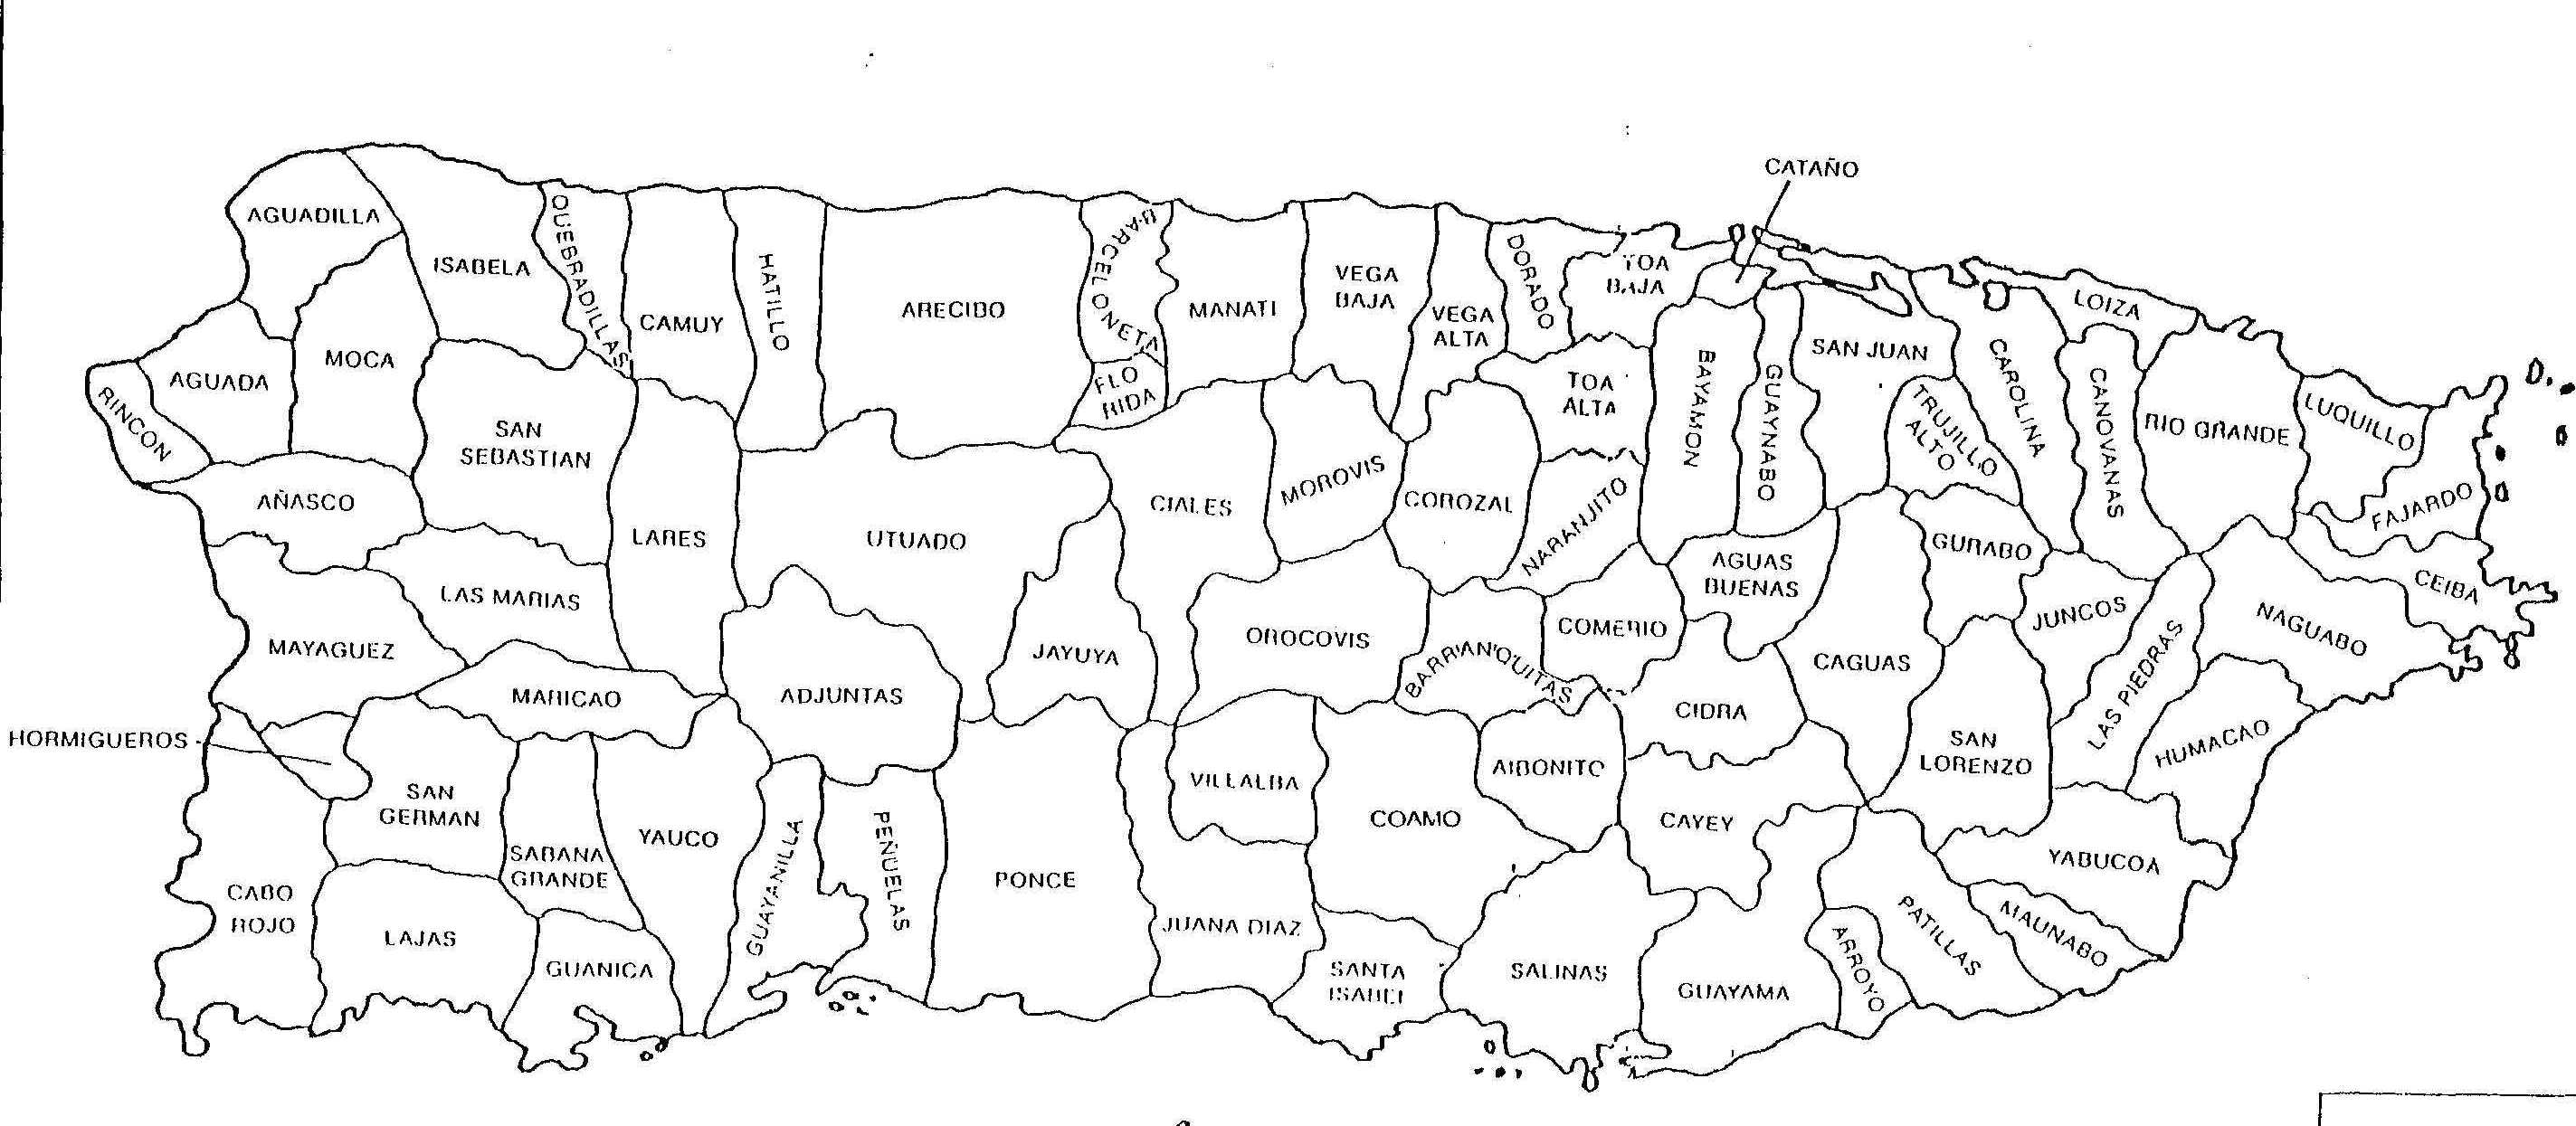 CATAÑO
AGUADILLA
ISABELA
QUEBRADILLAS
CAMUY
HATILLO
ARECIBO
BARCELONETA
MANATI
VEGA
BAJA
VEGA
ALTA
DORADO
TOA
BAJA
LOIZA
AGUADA
MOCA
RINCON
FLO
RIDA
TOA
ALTA
BAYAMON
GUAYNABO
SAN JUAN
TRUJILLO
ALTO
CAROLINA
CANOVANAS
RIO GRANDE
LUQUILLO
FAJARDO
SAN
SEBASTIAN
AÑASCO
LARES
UTUADO
CIALES
MOROVIS
COROZAL
NARANJITO
AGUAS
BUENAS
GURABO
CEIBA
LAS MARIAS
MAYAGUEZ
JAYUYA
OROCOVIS
BARRANQUITAS
COMERIO
CAGUAS
JUNCOS
LAS PIEDRAS
NAGUABO
MARICAO
ADJUNTAS
CIDRA
SAN
LORENZO
HUMACAO
HORMIGUEROS
SAN
GERMAN
SABANA
GRANDE
YAUCO
GUAYANILLA
PEÑUELAS
PONCE
VILLALBA
COAMO
AIBONITO
CAYEY
YABUCOA
CABO
ROJO
LAJAS
GUANICA
JUANA DIAZ
SANTA
ISABEL
SALINAS
GUAYAMA
ARROYO
PATILLAS
MAUNABO